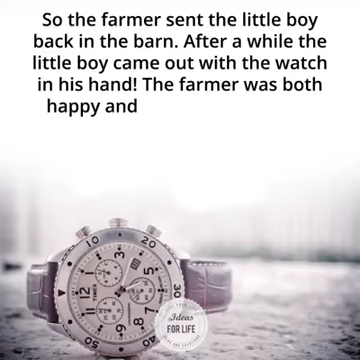 So the farmer sent the little boy
back in the barn. After a while the
little boy came out with the watch
in his hand! The farmer was both
happy and
TIMEX
Ideas
FOR LIFE